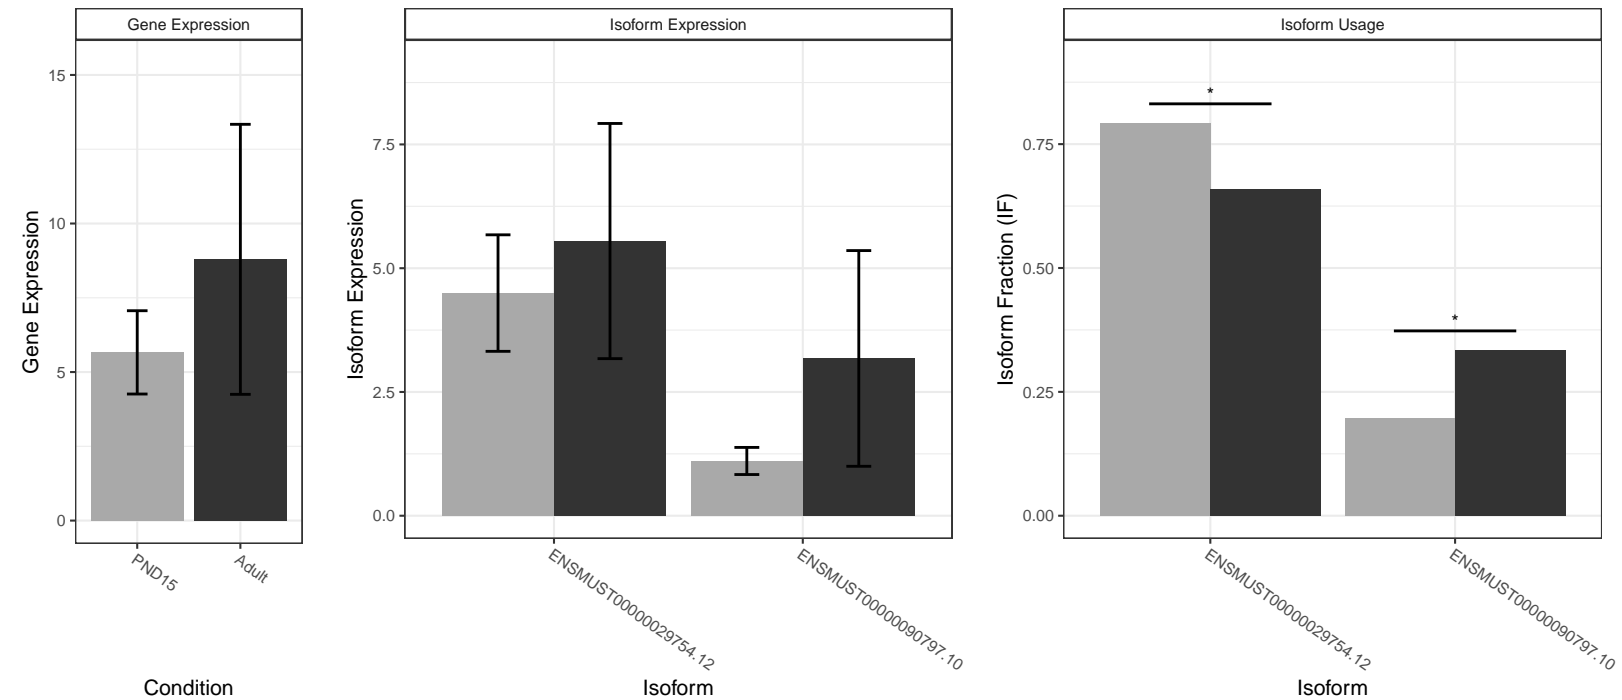 Gene Expression
Isoform Expression
Isoform Usage
Gene Expression
15
10
5
0
PND15
Adult
Condition
Isoform Expression
7.5
5.0
2.5
0.0
ENSMUST00000029754.12
ENSMUST00000090797.10
Isoform
Isoform Fraction (IF)
0.75
0.50
0.25
0.00
*
*
ENSMUST00000029754.12
ENSMUST00000090797.10
Isoform